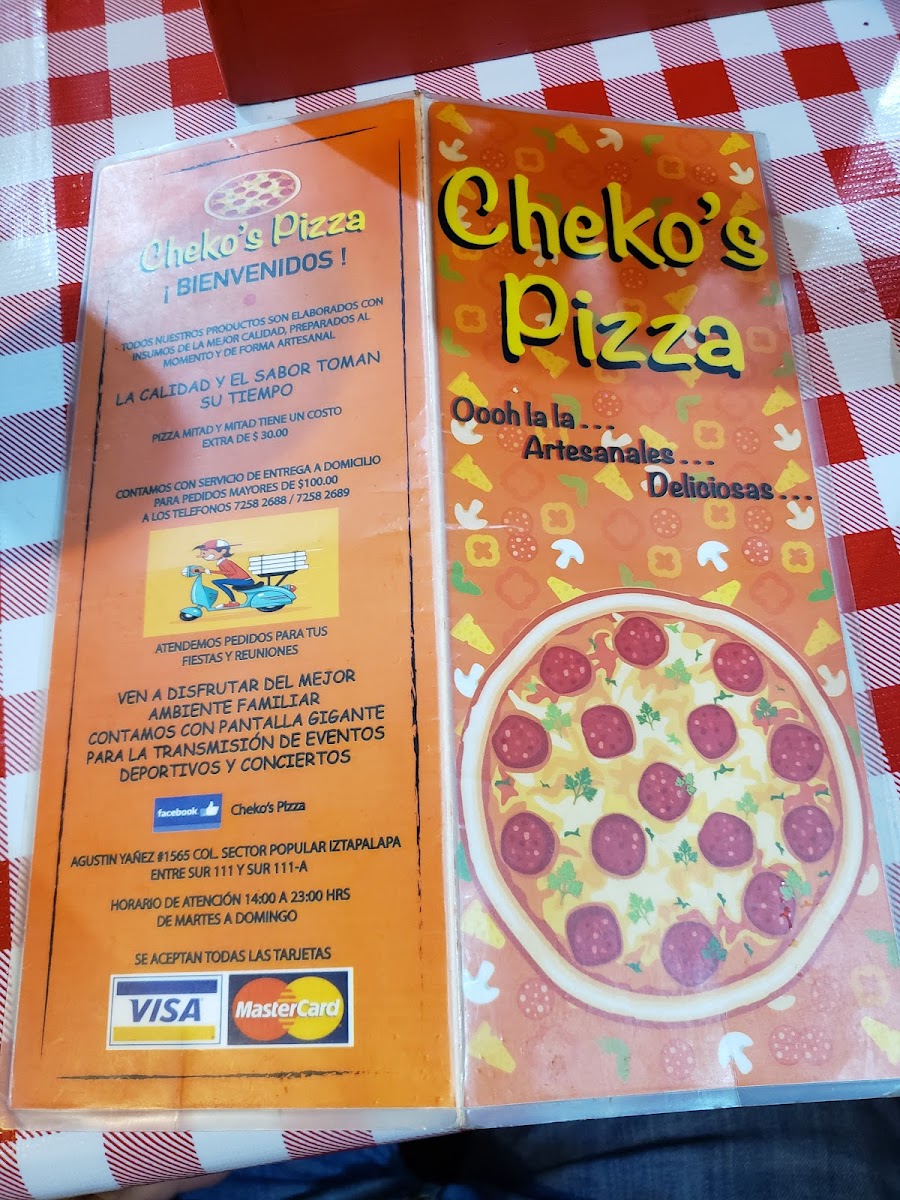 Cheko's Pizza
¡ BIENVENIDOS !
- TODOS NUESTROS PRODUCTOS SON ELABORADOS CON
INSUMOS DE LA MEJOR CALIDAD, PREPARADOS AL
MOMENTO Y DE FORMA ARTESANAL
LA CALIDAD Y EL SABOR TOMAN
SU TIEMPO
PIZZA MITAD Y MITAD TIENE UN COSTO
EXTRA DE $ 30.00
CONTAMOS CON SERVICIO DE ENTREGA A DOMICILIO
PARA PEDIDOS MAYORES DE $100.00
A LOS TELEFONOS 7258 2688 / 7258 2689
ATENDEMOS PEDIDOS PARA TUS
FIESTAS Y REUNIONES
VEN A DISFRUTAR DEL MEJOR
AMBIENTE FAMILIAR
CONTAMOS CON PANTALLA GIGANTE
PARA LA TRANSMISIÓN DE EVENTOS
DEPORTIVOS Y CONCIERTOS
facebook Cheko's Pizza
AGUSTIN YAÑEZ #1565 COL. SECTOR POPULAR IZTAPALAPA
ENTRE SUR 111 Y SUR 111-A
HORARIO DE ATENCIÓN 14:00 A 23:00 HRS
DE MARTES A DOMINGO
SE ACEPTAN TODAS LAS TARJETAS
VISA MasterCard
Cheko's
Pizza
Oooh la la . . .
Artesanales . . .
Deliciosas . . .